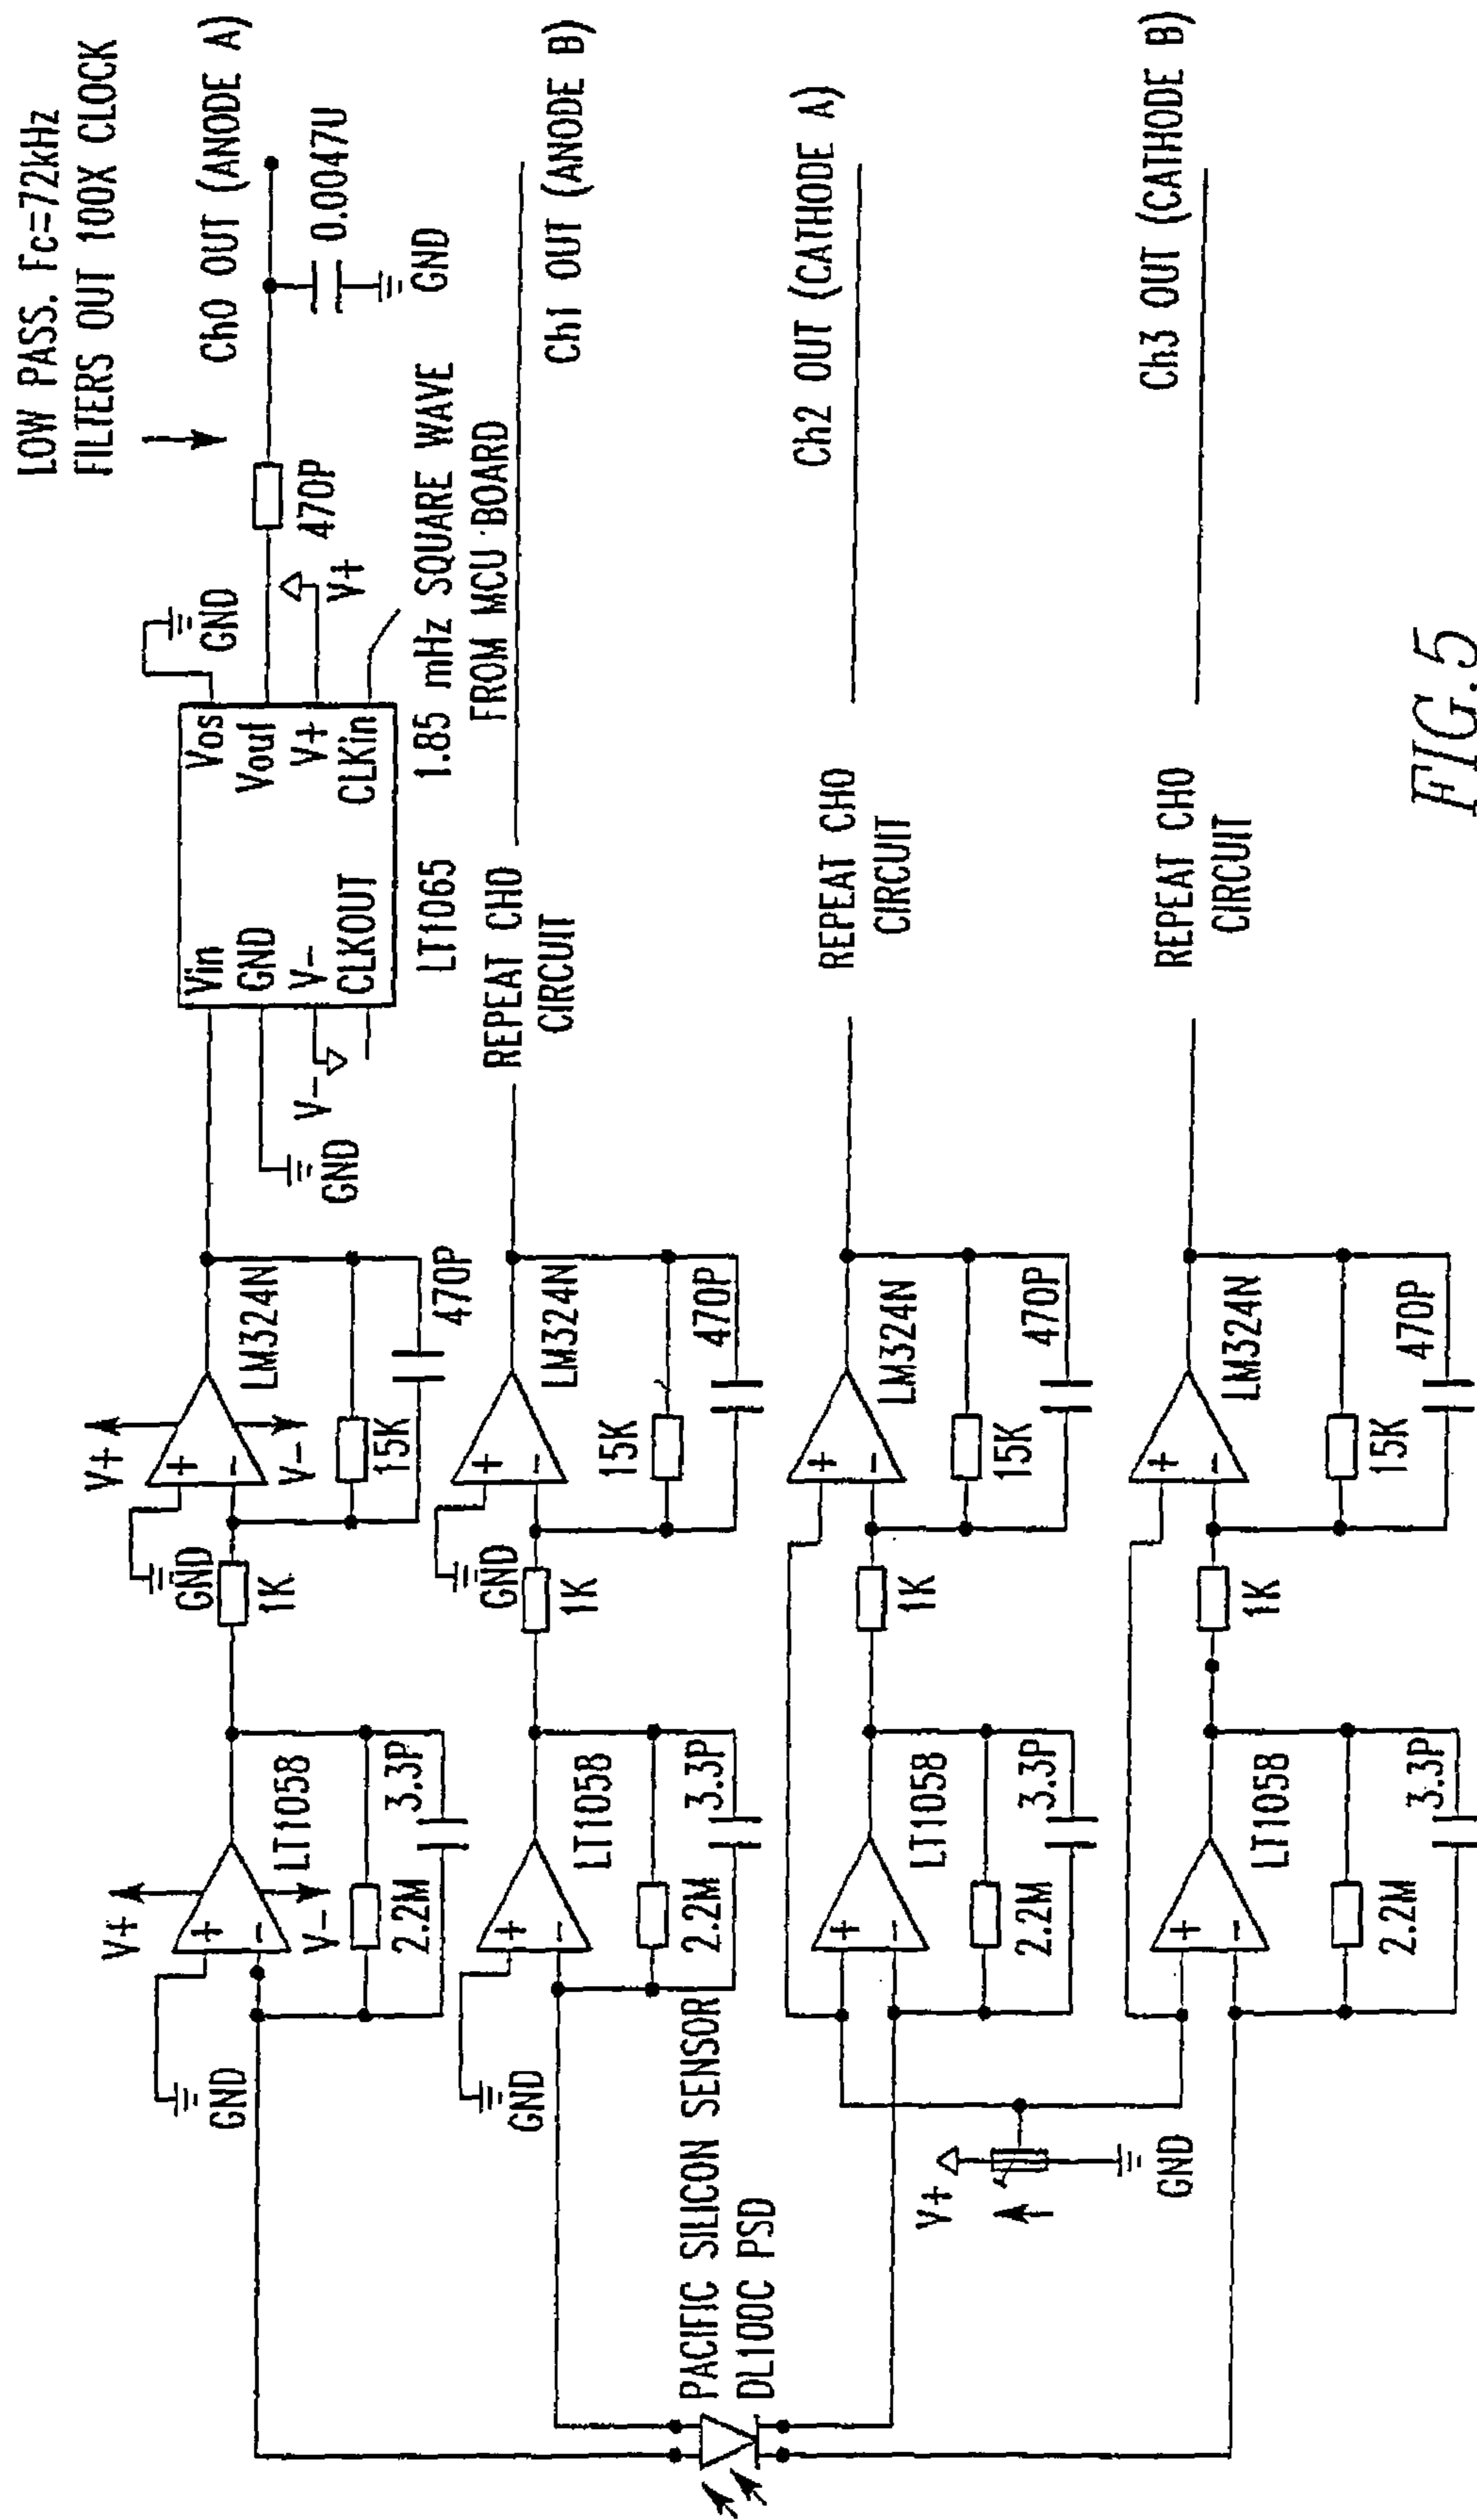 LOW PASS. Fc=72kHz
FILTERS OUT 100X CLOCK
Ch0 OUT (ANODE A)
0.0047U
GND
470P
V+
GND
1.85 mHz SQUARE WAVE
FROM MCU BOARD
Vin
GND
V-
CLKOUT
Vos
Vout
V+
CLKin
LT1065
V-
GND
V+
+
-
V-
LM324N
15K
470P
GND
1K
V+
+
-
V-
LT1058
2.2M
3.3P
GND
Ch1 OUT (ANODE B)
REPEAT CHO
CIRCUIT
+
-
LM324N
15K
470P
GND
1K
+
-
LT1058
2.2M
3.3P
GND
PACIFIC SILICON SENSOR
DL100C PSD
Ch2 OUT (CATHODE A)
REPEAT CHO
CIRCUIT
+
-
LM324N
15K
470P
1K
+
-
LT1058
2.2M
3.3P
V+
GND
Ch3 OUT (CATHODE B)
REPEAT CHO
CIRCUIT
+
-
LM324N
15K
470P
1K
+
-
LT1058
2.2M
3.3P
FIG.5